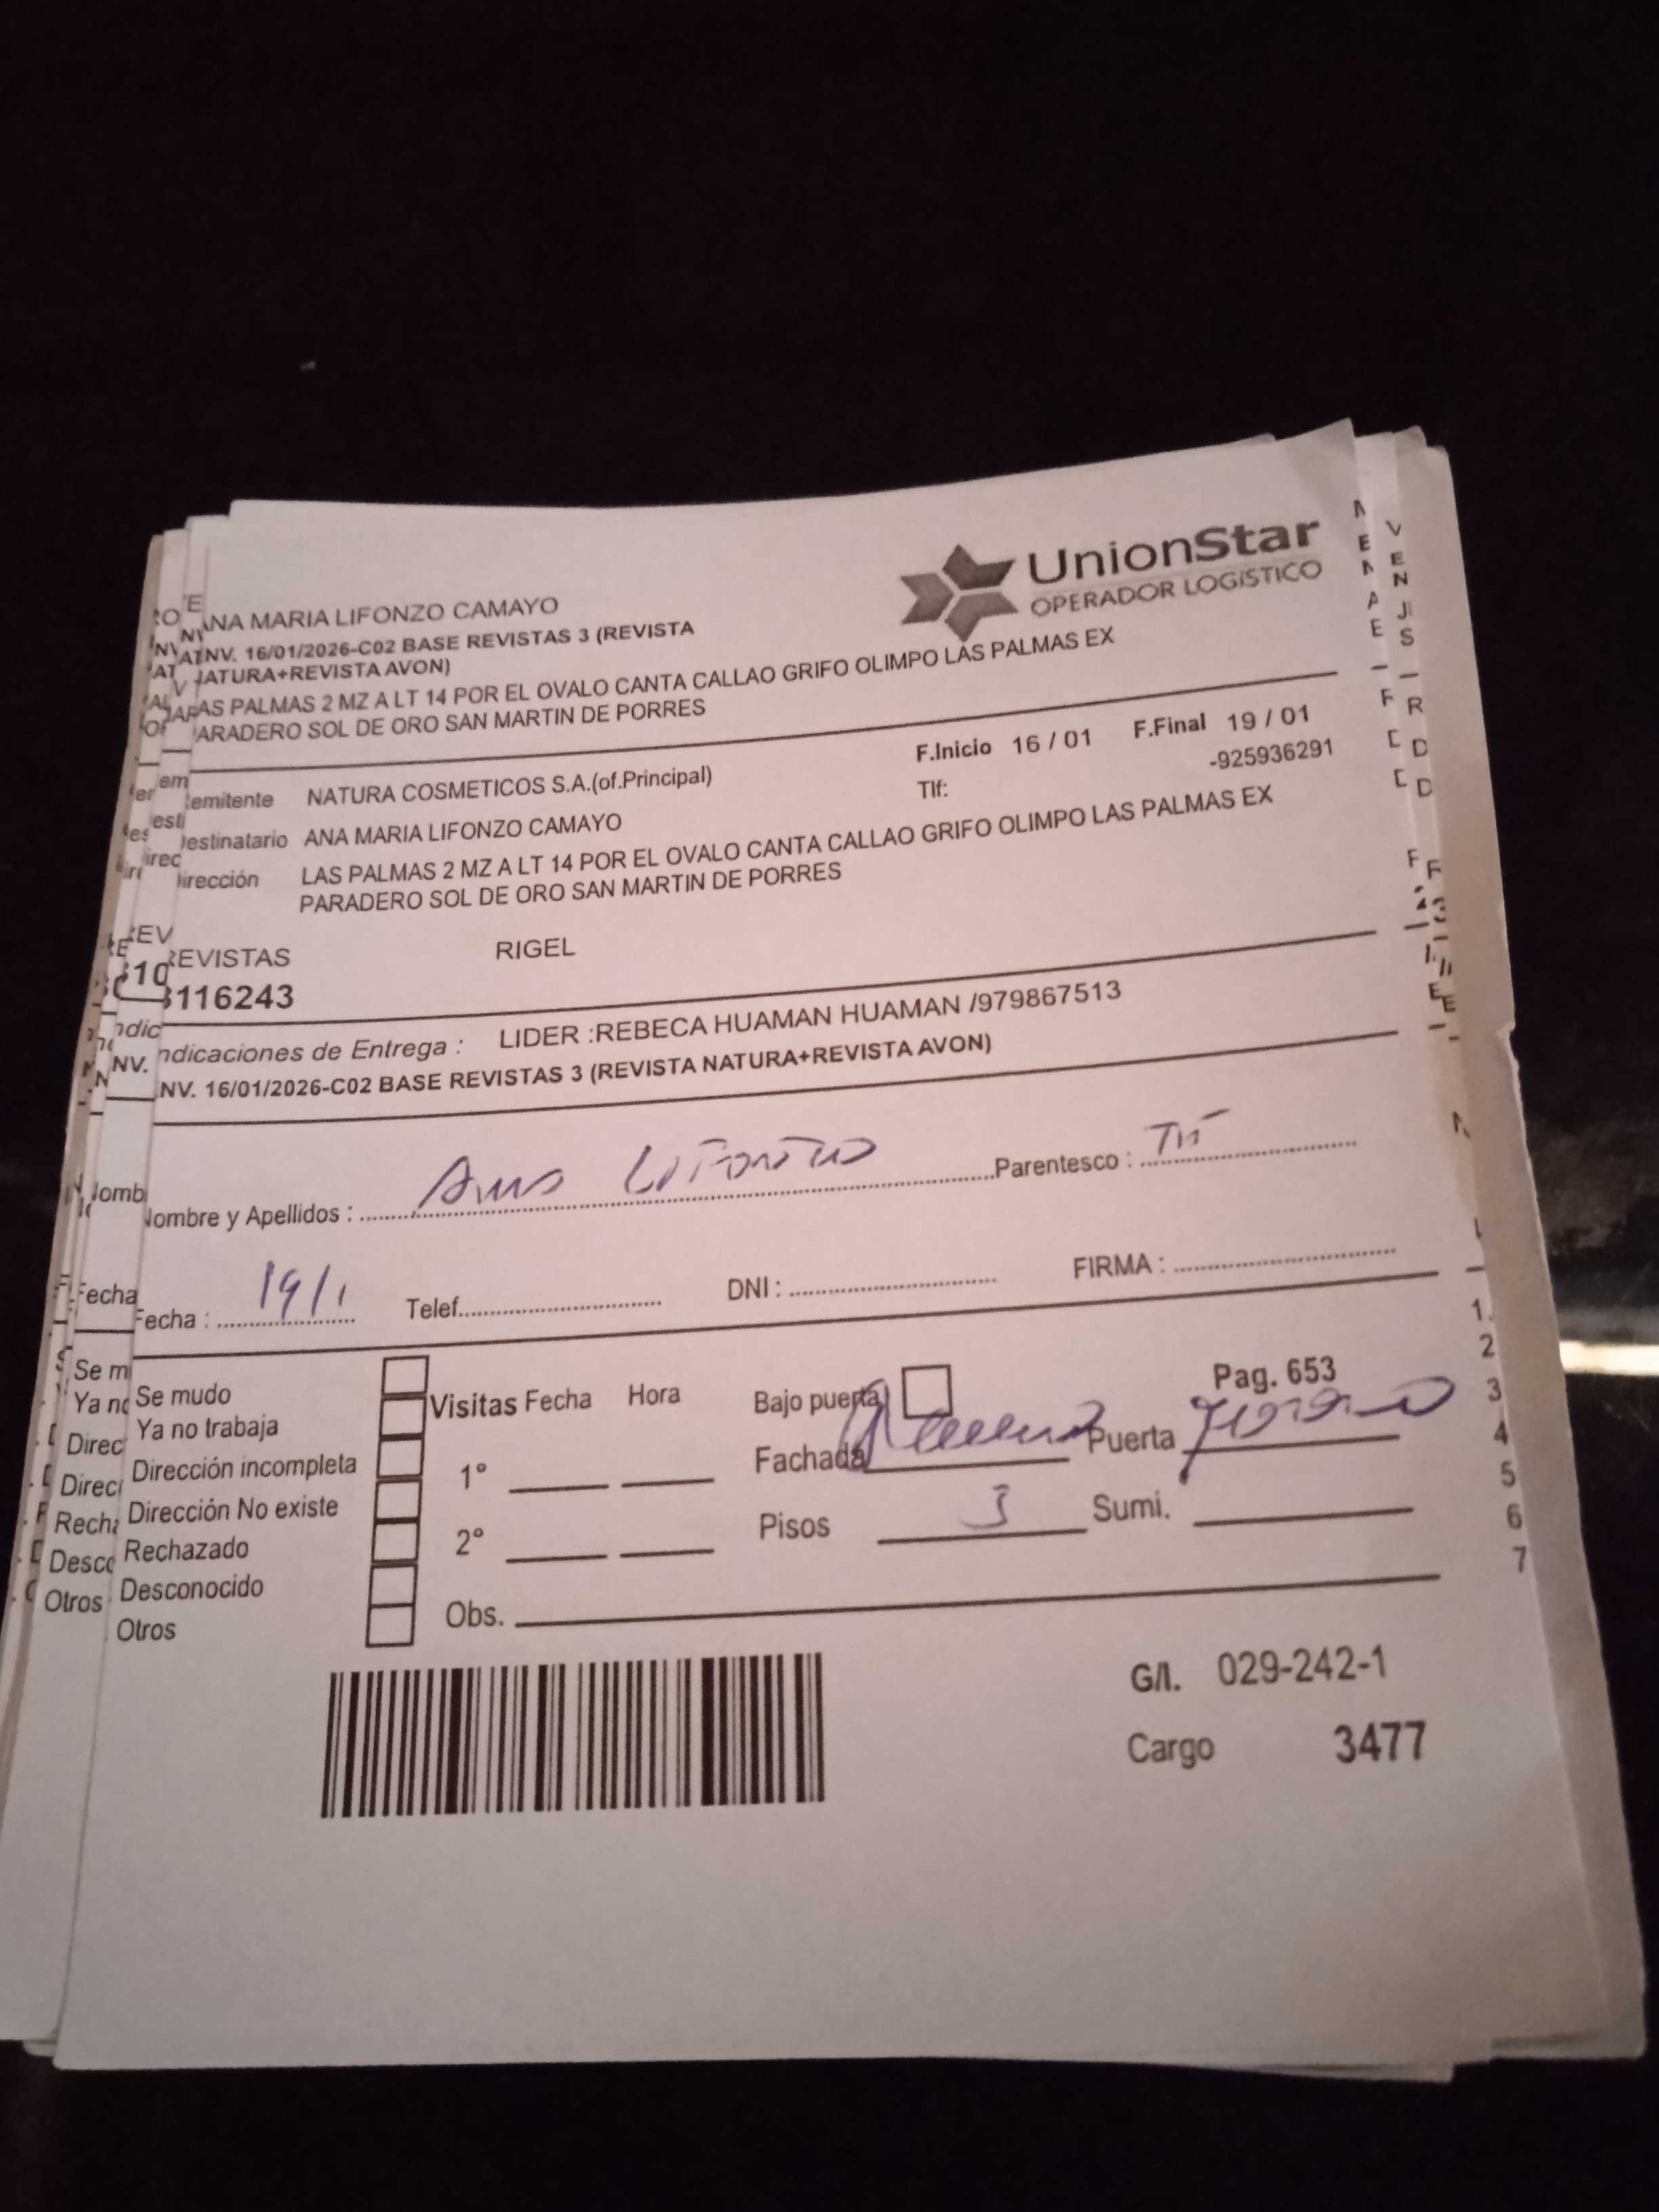 UnionStar
OPERADOR LOGISTICO
ANA MARIA LIFONZO CAMAYO
NV. 16/01/2026-C02 BASE REVISTAS 3 (REVISTA
NATURA+REVISTA AVON)
AS PALMAS 2 MZ A LT 14 POR EL OVALO CANTA CALLAO GRIFO OLIMPO LAS PALMAS EX
ARADERO SOL DE ORO SAN MARTIN DE PORRES
F.Inicio 16 / 01 F.Final 19 / 01
emitente NATURA COSMETICOS S.A.(of.Principal) Tlf: -925936291
estinatario ANA MARIA LIFONZO CAMAYO
irección LAS PALMAS 2 MZ A LT 14 POR EL OVALO CANTA CALLAO GRIFO OLIMPO LAS PALMAS EX
PARADERO SOL DE ORO SAN MARTIN DE PORRES
REVISTAS RIGEL
116243
ndicaciones de Entrega : LIDER :REBECA HUAMAN HUAMAN /979867513
NV. 16/01/2026-C02 BASE REVISTAS 3 (REVISTA NATURA+REVISTA AVON)
Nombre y Apellidos : Parentesco :
Fecha : 19/1 Telef. DNI : FIRMA :
Se mudo
Ya no trabaja
Dirección incompleta
Dirección No existe
Rechazado
Desconocido
Otros
Visitas Fecha Hora
1°
2°
Obs.
Bajo puerta Pag. 653
Fachada Puerta
Pisos 3 Sumi.
G/l. 029-242-1
Cargo 3477